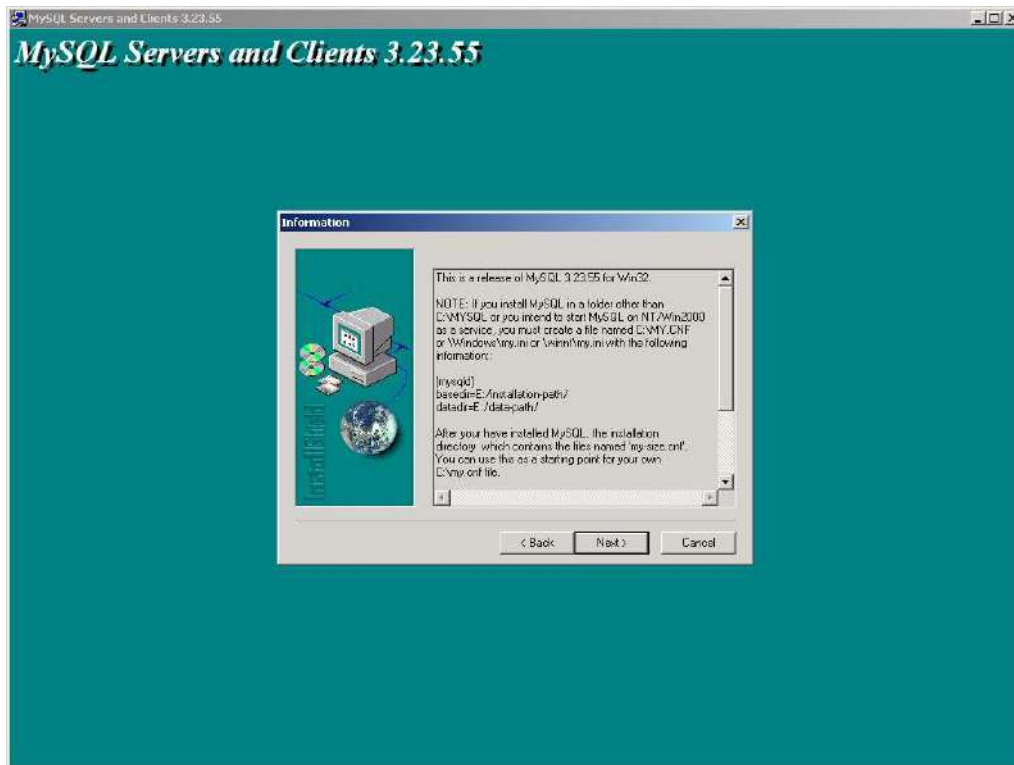 MySQL Servers and Clients 3.23.55
MySQL Servers and Clients 3.23.55
Information
This is a release of MySQL 3.23.55 for Win32.
NOTE: If you install MySQL in a folder other than
C:\MYSQL or you intend to start MySQL on NT/Win2000
as a service, you must create a file named C:\MY.CNF
or \Windows\my.ini or \winnt\my.ini with the following
information::
[mysqld]
basedir=E:/installation-path/
datadir=E:/data-path/
After your have installed MySQL, the installation
directory which contains the files named 'my-size.cnf'.
You can use this as a starting point for your own
C:\my.cnf file.
InstallShield
< Back
Next >
Cancel